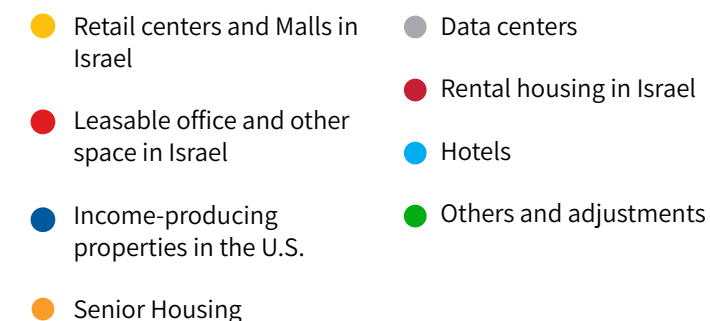 Retail centers and Malls in
Israel
Leasable office and other
space in Israel
Income-producing
properties in the U.S.
Senior Housing
Data centers
Rental housing in Israel
Hotels
Others and adjustments